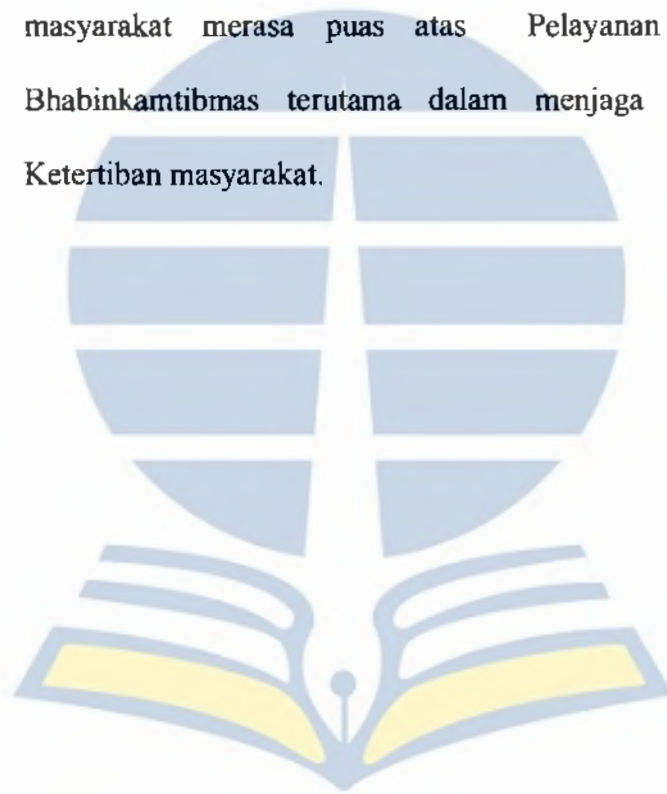 masyarakat merasa puas atas Pelayanan
Bhabinkamtibmas terutama dalam menjaga
Ketertiban masyarakat.